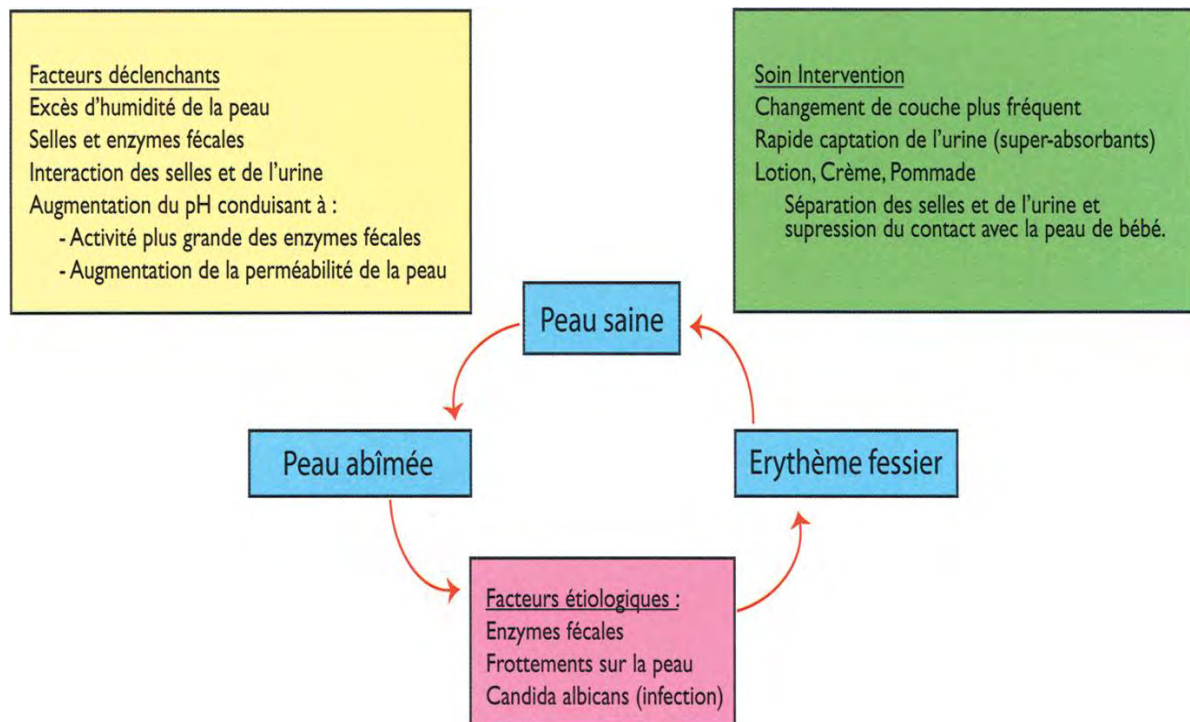 Facteurs déclenchants
Excès d'humidité de la peau
Selles et enzymes fécales
Interaction des selles et de l'urine
Augmentation du pH conduisant à :
- Activité plus grande des enzymes fécales
- Augmentation de la perméabilité de la peau
Soin Intervention
Changement de couche plus fréquent
Rapide captation de l'urine (super-absorbants)
Lotion, Crème, Pommade
Séparation des selles et de l'urine et
supression du contact avec la peau de bébé.
Peau saine
Peau abîmée
Erythème fessier
Facteurs étiologiques :
Enzymes fécales
Frottements sur la peau
Candida albicans (infection)